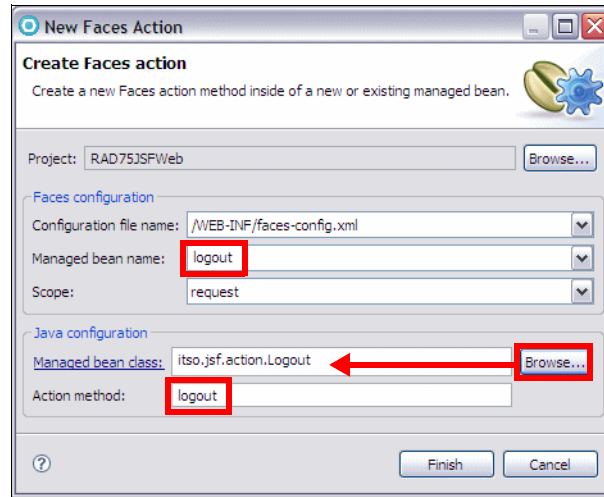 New Faces Action
Create Faces action
Create a new Faces action method inside of a new or existing managed bean.
Project: RAD75JSFWeb Browse...
Faces configuration
Configuration file name: /WEB-INF/faces-config.xml
Managed bean name: logout
Scope: request
Java configuration
Managed bean class: itso.jsf.action.Logout Browse...
Action method: logout
? Finish Cancel